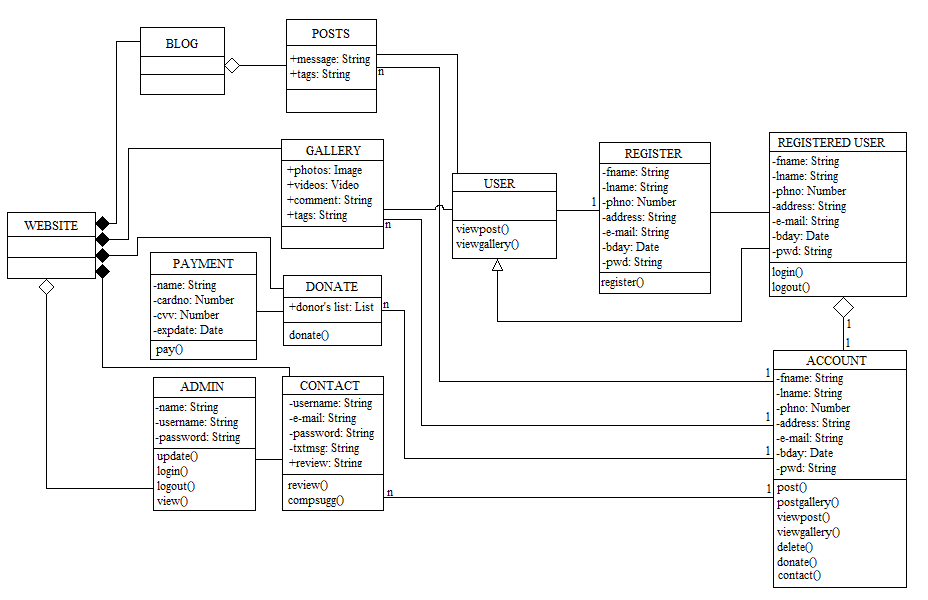 BLOG
POSTS
+message: String
+tags: String
n
GALLERY
+photos: Image
+videos: Video
+comment: String
+tags: String
n
USER
viewpost()
viewgallery()
1
REGISTER
-fname: String
-lname: String
-phno: Number
-address: String
-e-mail: String
-bday: Date
-pwd: String
register()
REGISTERED USER
-fname: String
-lname: String
-phno: Number
-address: String
-e-mail: String
-bday: Date
-pwd: String
login()
logout()
WEBSITE
PAYMENT
-name: String
-cardno: Number
-cvv: Number
-expdate: Date
pay()
DONATE
+donor's list: List
donate()
n
1
1
ADMIN
-name: String
-username: String
-password: String
update()
login()
logout()
view()
CONTACT
-username: String
-e-mail: String
-password: String
-txtmsg: String
+review: String
review()
compsugg()
n
1
1
1
1
ACCOUNT
-fname: String
-lname: String
-phno: Number
-address: String
-e-mail: String
-bday: Date
-pwd: String
post()
postgallery()
viewpost()
viewgallery()
delete()
donate()
contact()